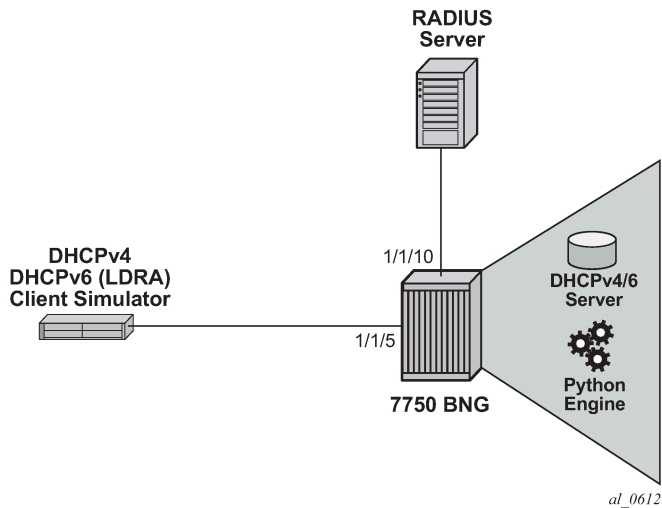 RADIUS
Server
1/1/10
DHCPv4
DHCPv6 (LDRA)
Client Simulator
1/1/5
7750 BNG
DHCPv4/6
Server
Python
Engine
al_0612